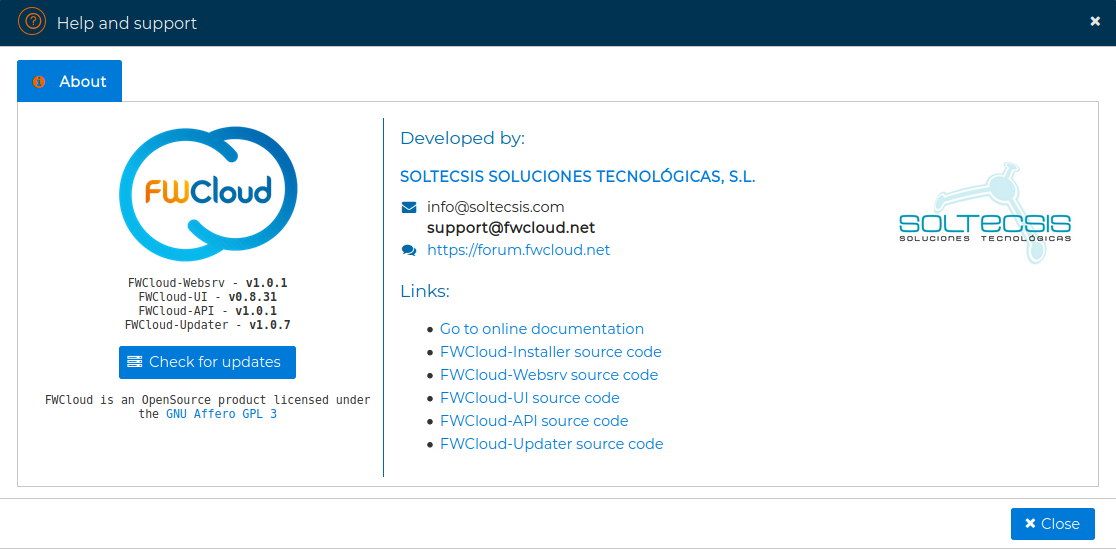 Help and support
About
FWCloud
FWCloud-Websrv - v1.0.1
FWCloud-UI - v0.8.31
FWCloud-API - v1.0.1
FWCloud-Updater - v1.0.7
Check for updates
FWCloud is an OpenSource product licensed under
the GNU Affero GPL 3
Developed by:
SOLTECSIS SOLUCIONES TECNOLÓGICAS, S.L.
info@soltecsis.com
support@fwcloud.net
https://forum.fwcloud.net
Links:
Go to online documentation
FWCloud-Installer source code
FWCloud-Websrv source code
FWCloud-UI source code
FWCloud-API source code
FWCloud-Updater source code
SOLTECSIS
SOLUCIONES TECNOLÓGICAS
Close